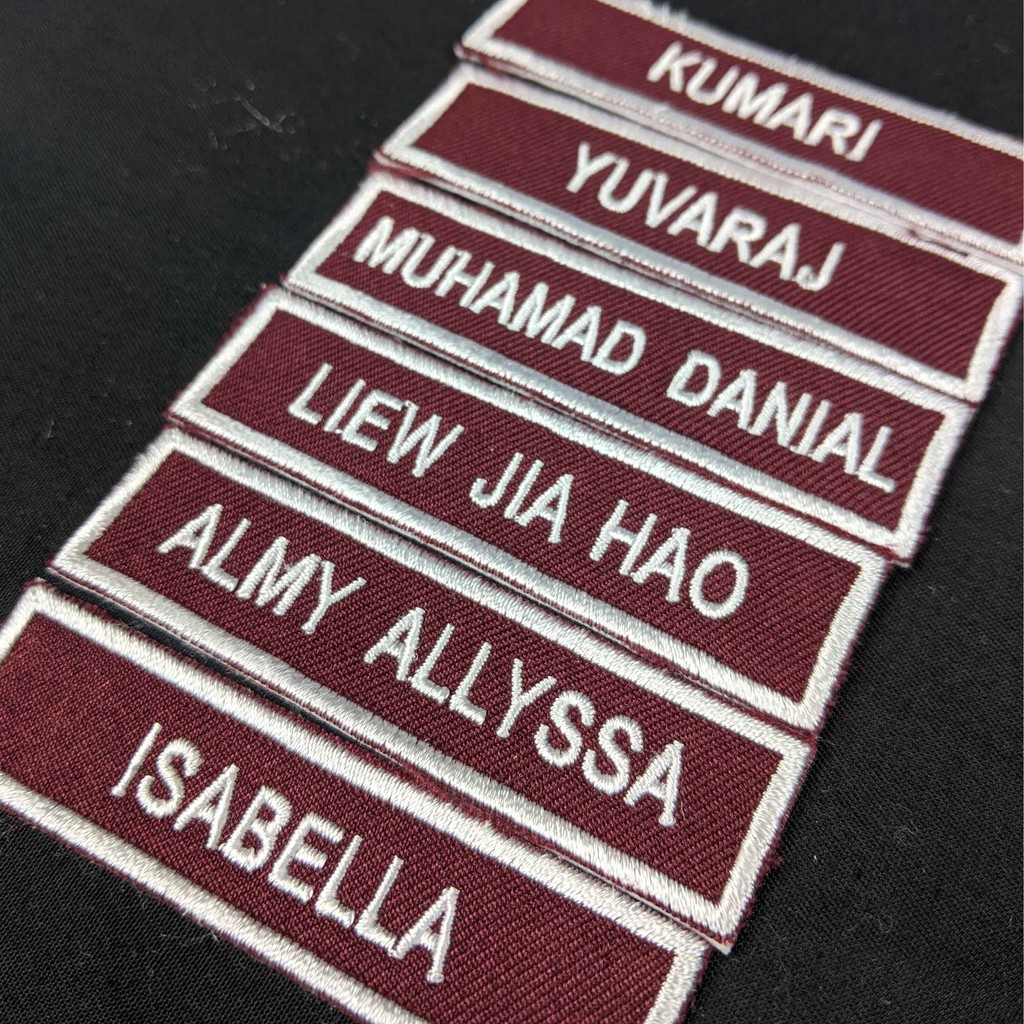 KUMARI
YUVARAJ
MUHAMAD DANIAL
LIEW JIA HAO
ALMY ALLYSSA
ISABELLA